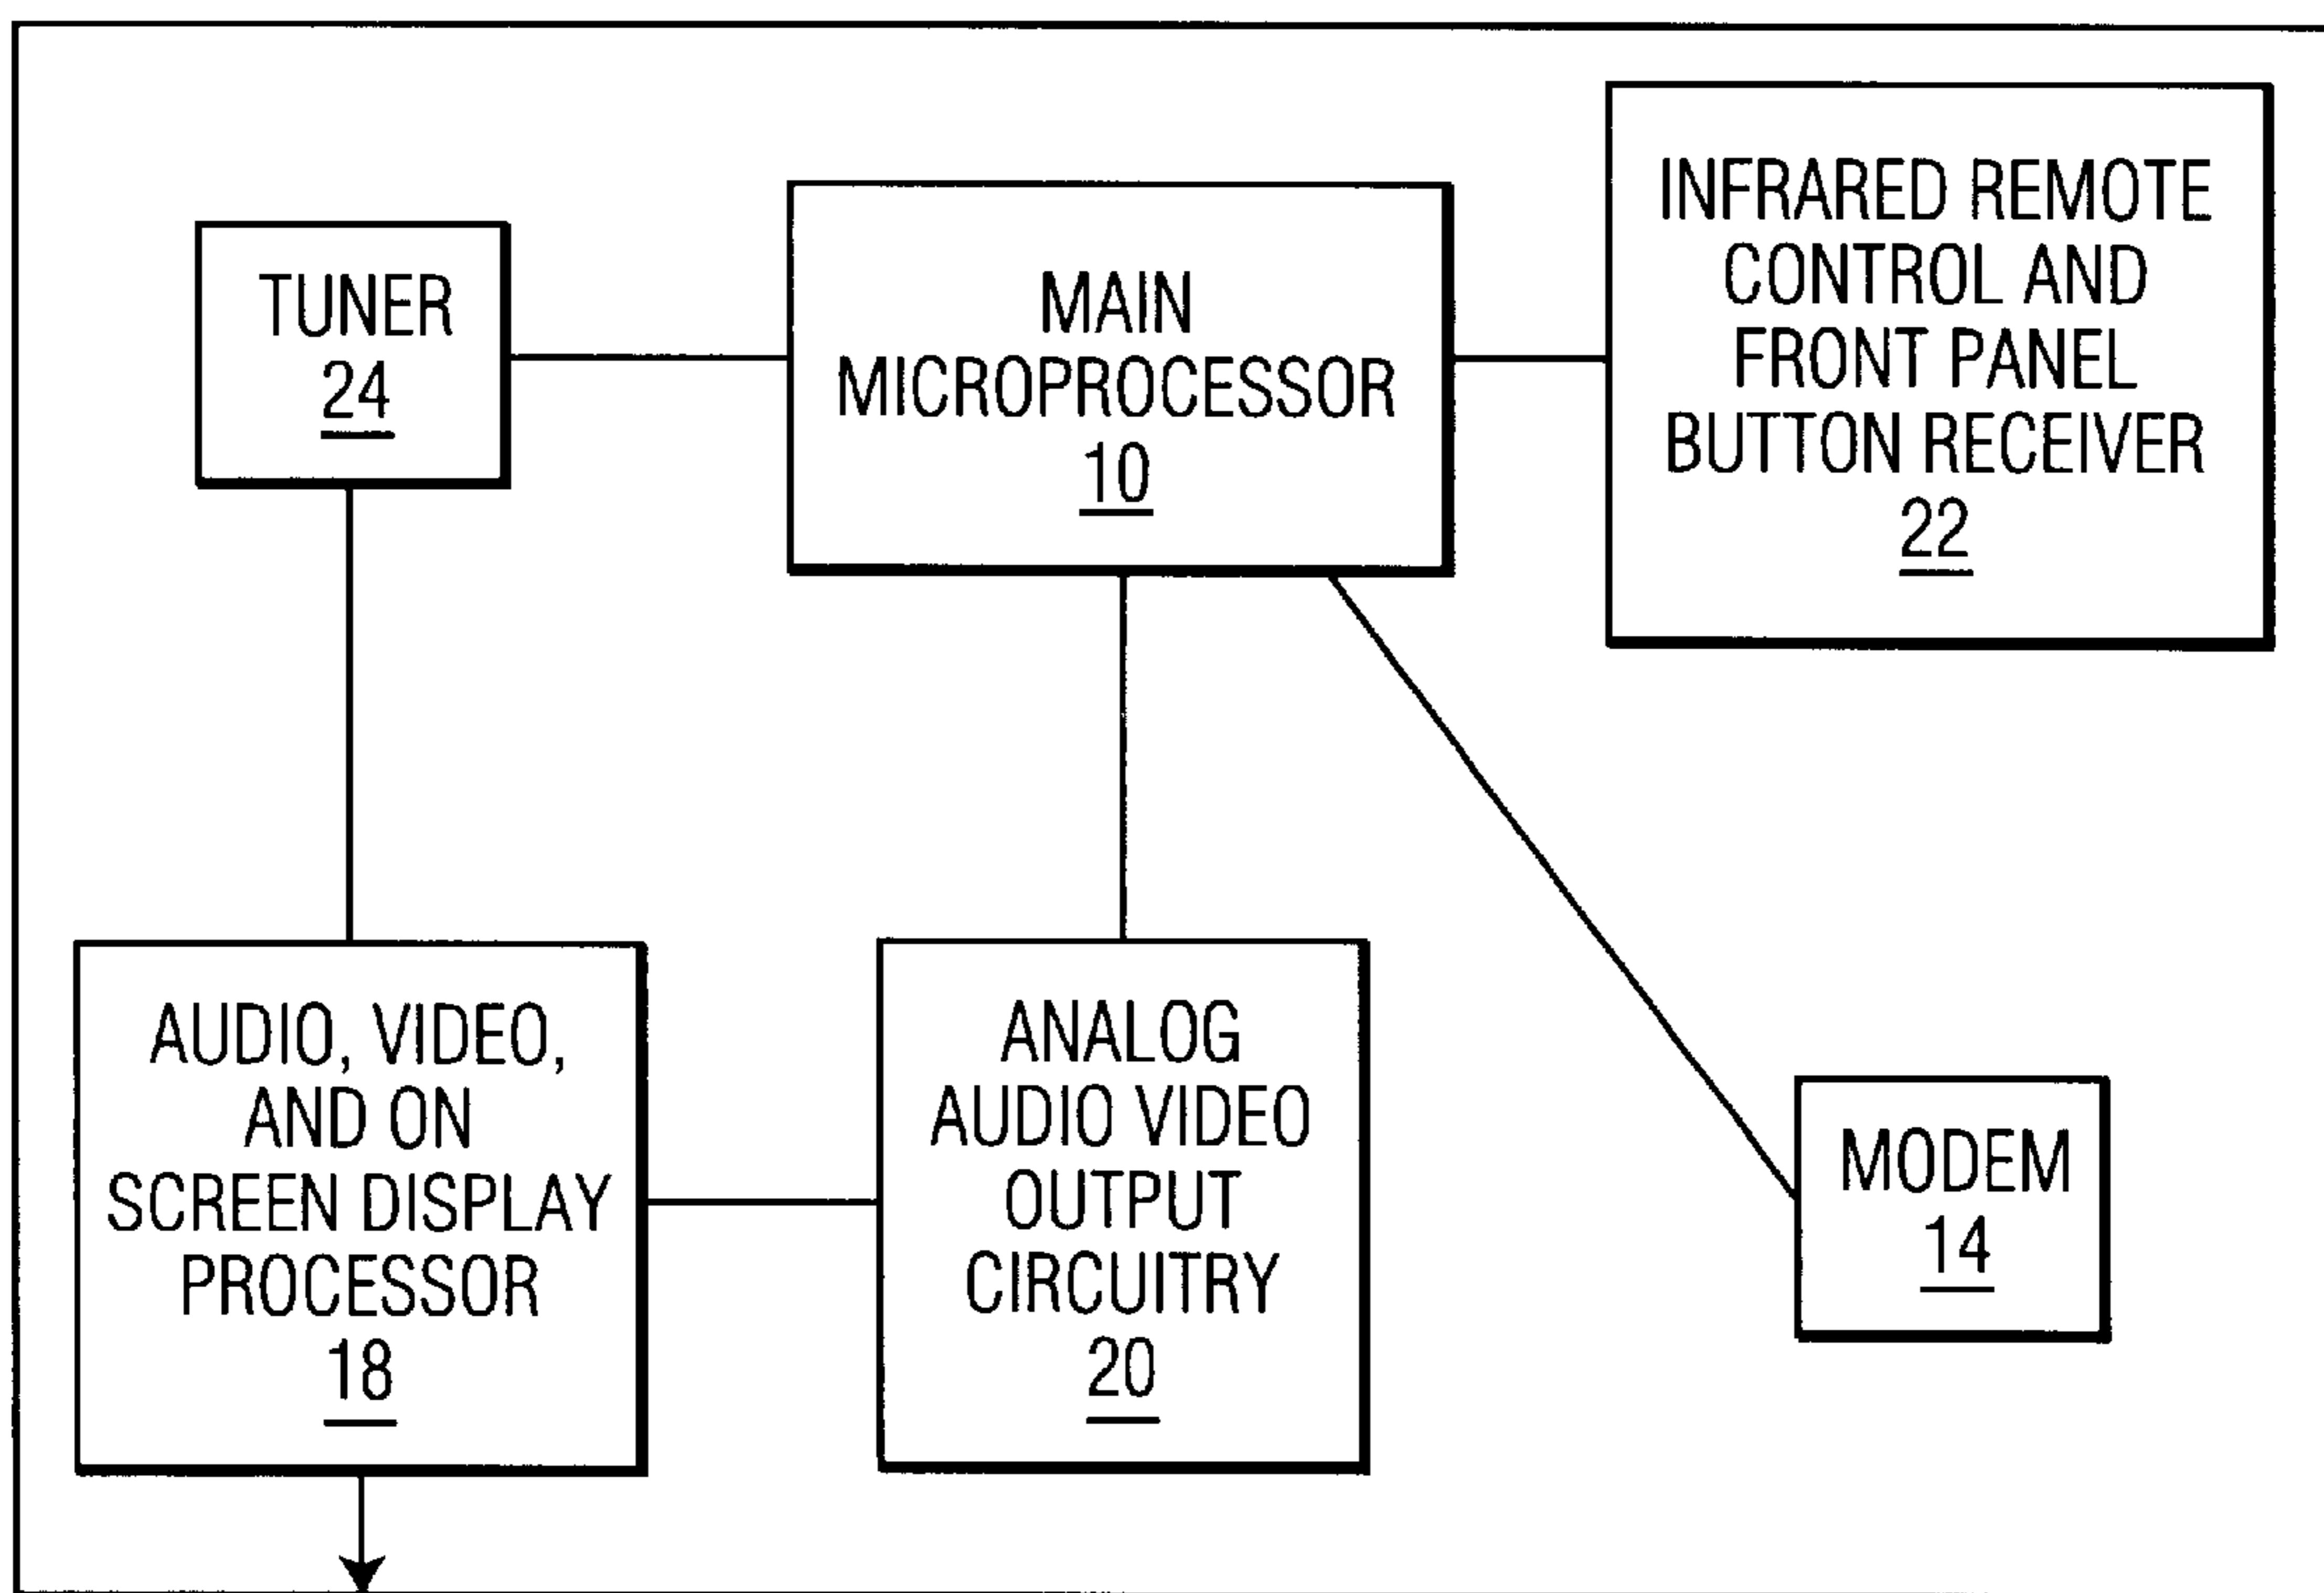 TUNER
24
MAIN
MICROPROCESSOR
10
INFRARED REMOTE
CONTROL AND
FRONT PANEL
BUTTON RECEIVER
22
AUDIO, VIDEO,
AND ON
SCREEN DISPLAY
PROCESSOR
18
ANALOG
AUDIO VIDEO
OUTPUT
CIRCUITRY
20
MODEM
14